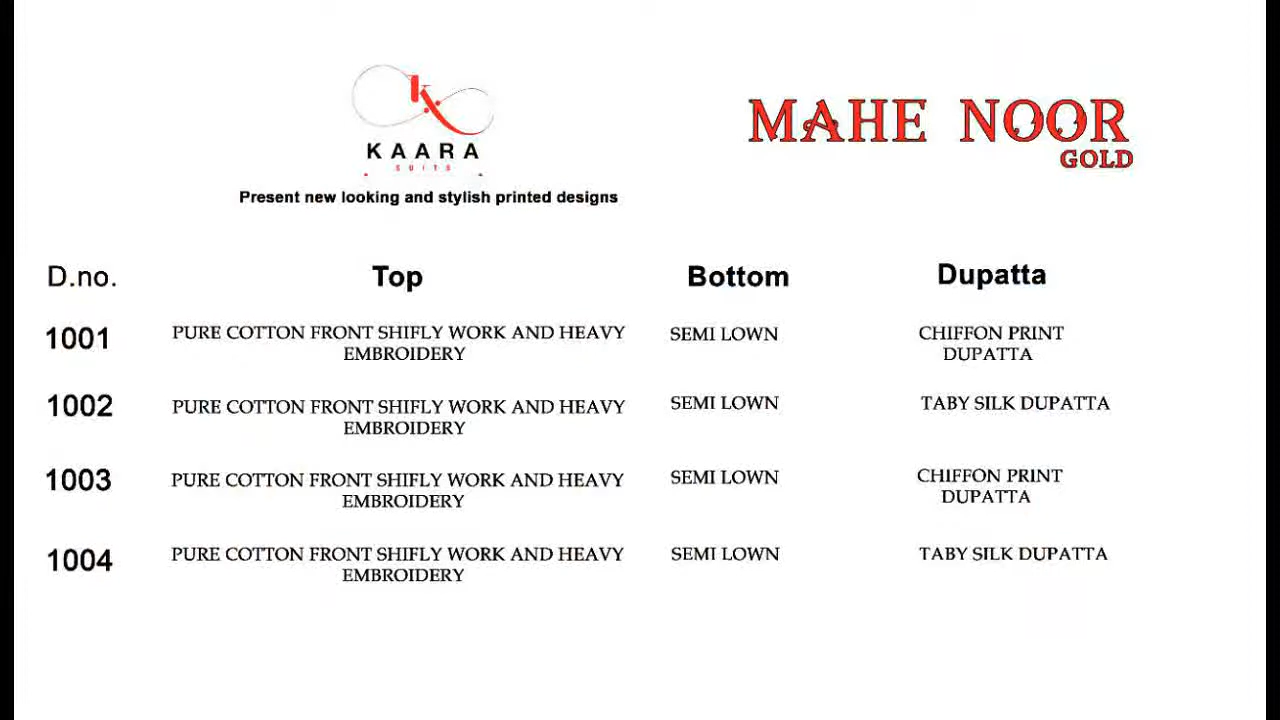 K
KAARA
SUITS
Present new looking and stylish printed designs
MAHE NOOR
GOLD
D.no. Top Bottom Dupatta
1001 PURE COTTON FRONT SHIFLY WORK AND HEAVY SEMI LOWN CHIFFON PRINT
EMBROIDERY DUPATTA
1002 PURE COTTON FRONT SHIFLY WORK AND HEAVY SEMI LOWN TABY SILK DUPATTA
EMBROIDERY
1003 PURE COTTON FRONT SHIFLY WORK AND HEAVY SEMI LOWN CHIFFON PRINT
EMBROIDERY DUPATTA
1004 PURE COTTON FRONT SHIFLY WORK AND HEAVY SEMI LOWN TABY SILK DUPATTA
EMBROIDERY